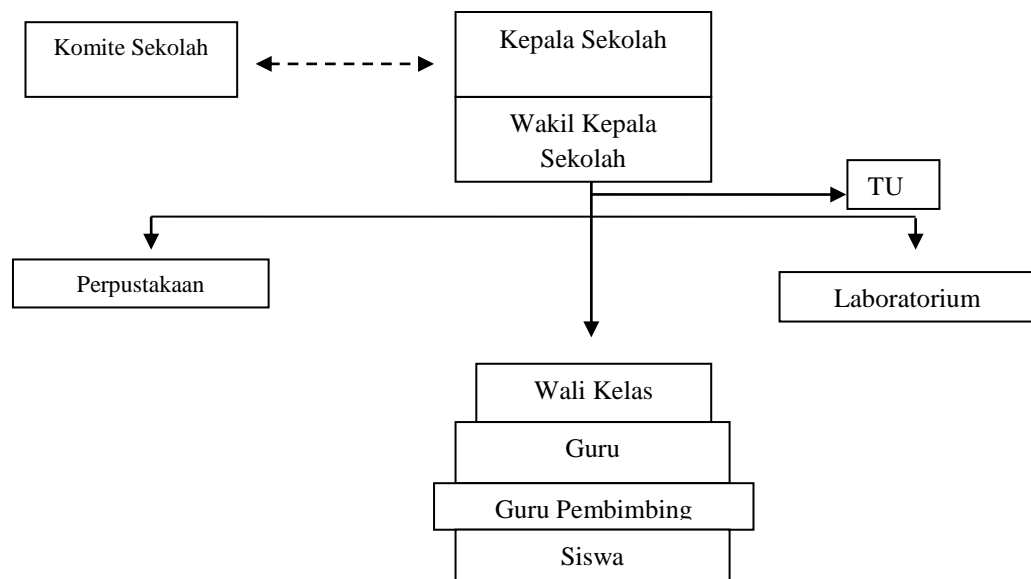 Komite Sekolah
Kepala Sekolah
Wakil Kepala
Sekolah
TU
Perpustakaan
Laboratorium
Wali Kelas
Guru
Guru Pembimbing
Siswa